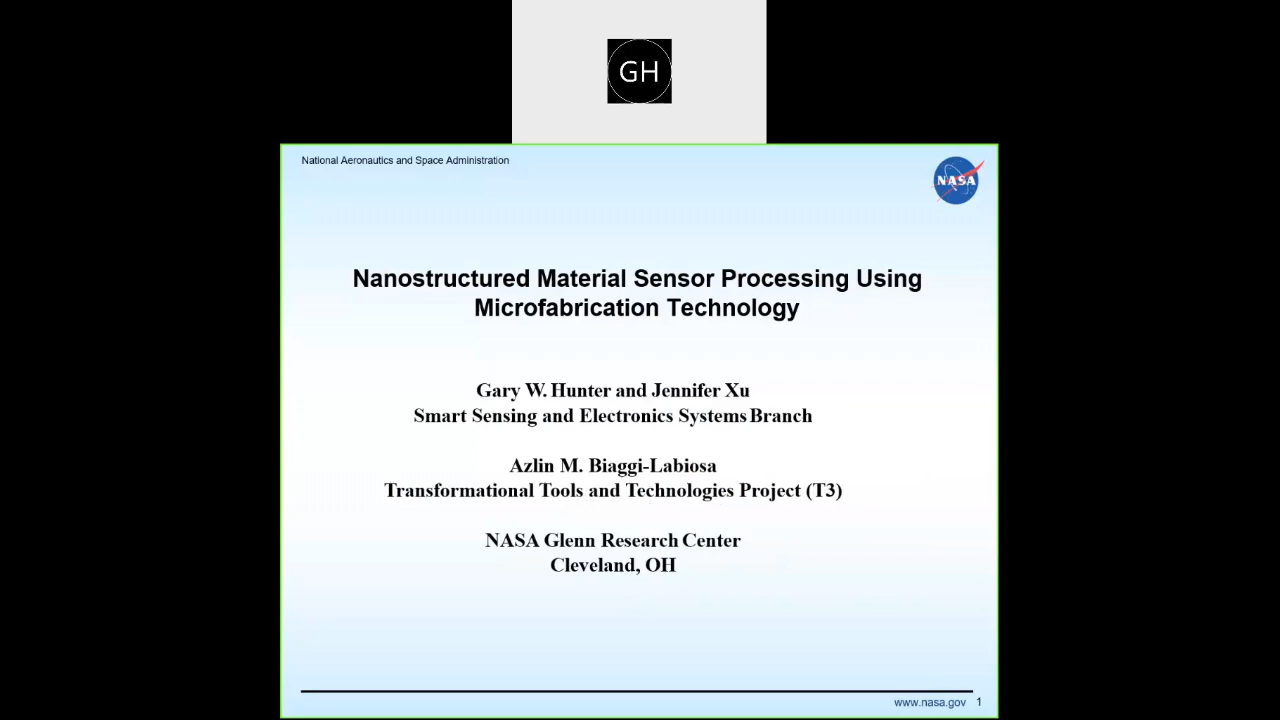 GH
National Aeronautics and Space Administration
NASA
Nanostructured Material Sensor Processing Using
Microfabrication Technology
Gary W. Hunter and Jennifer Xu
Smart Sensing and Electronics Systems Branch
Azlin M. Biaggi-Labiosa
Transformational Tools and Technologies Project (T3)
NASA Glenn Research Center
Cleveland, OH
www.nasa.gov 1